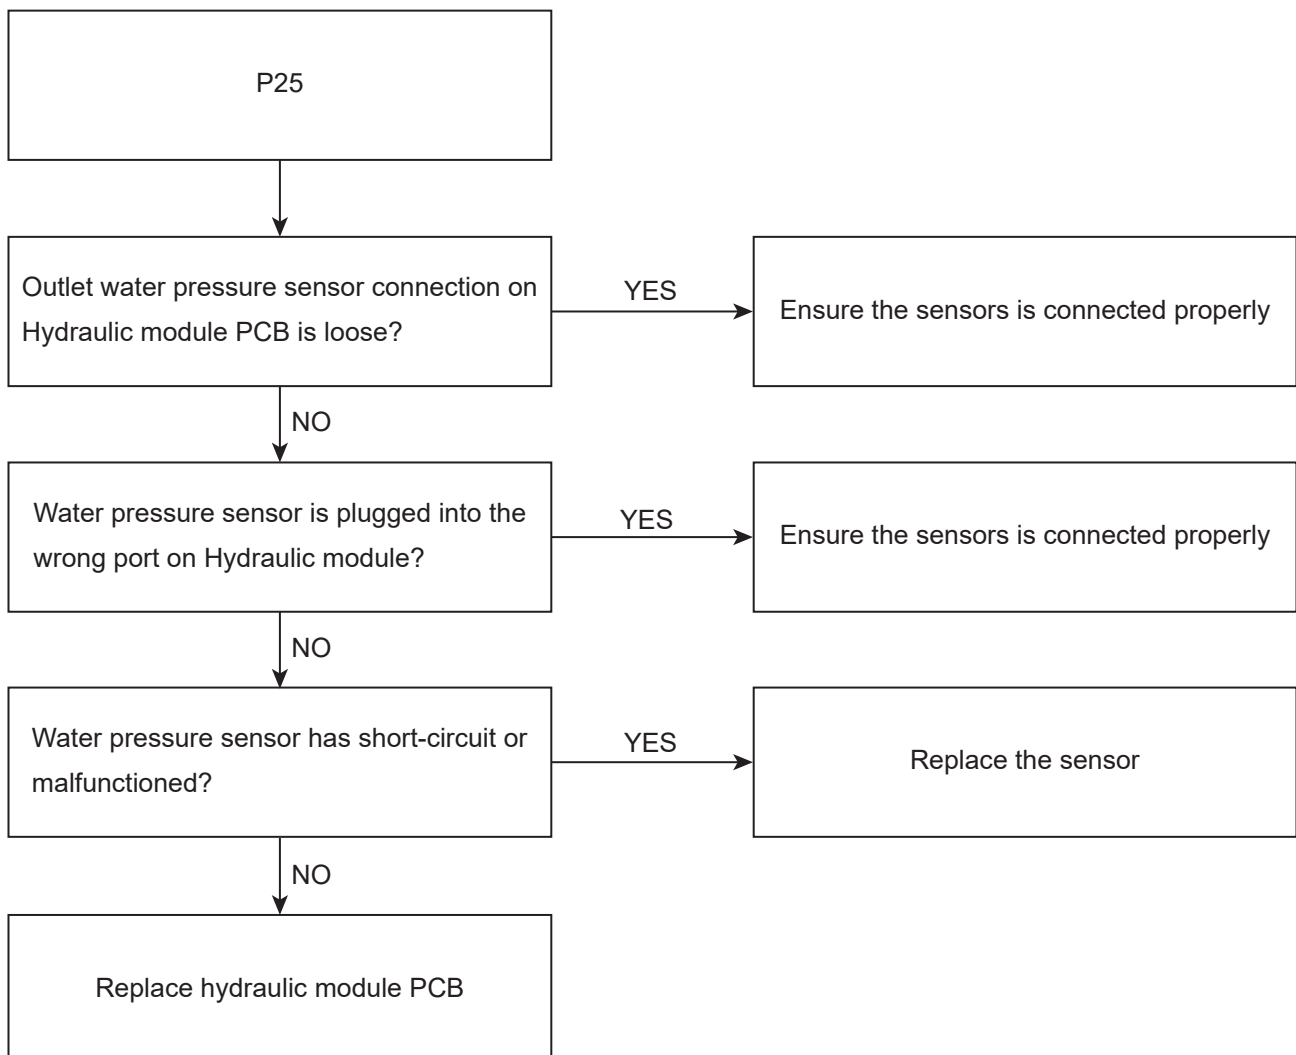 P25
Outlet water pressure sensor connection on
Hydraulic module PCB is loose?
YES
Ensure the sensors is connected properly
NO
Water pressure sensor is plugged into the
wrong port on Hydraulic module?
YES
Ensure the sensors is connected properly
NO
Water pressure sensor has short-circuit or
malfunctioned?
YES
Replace the sensor
NO
Replace hydraulic module PCB